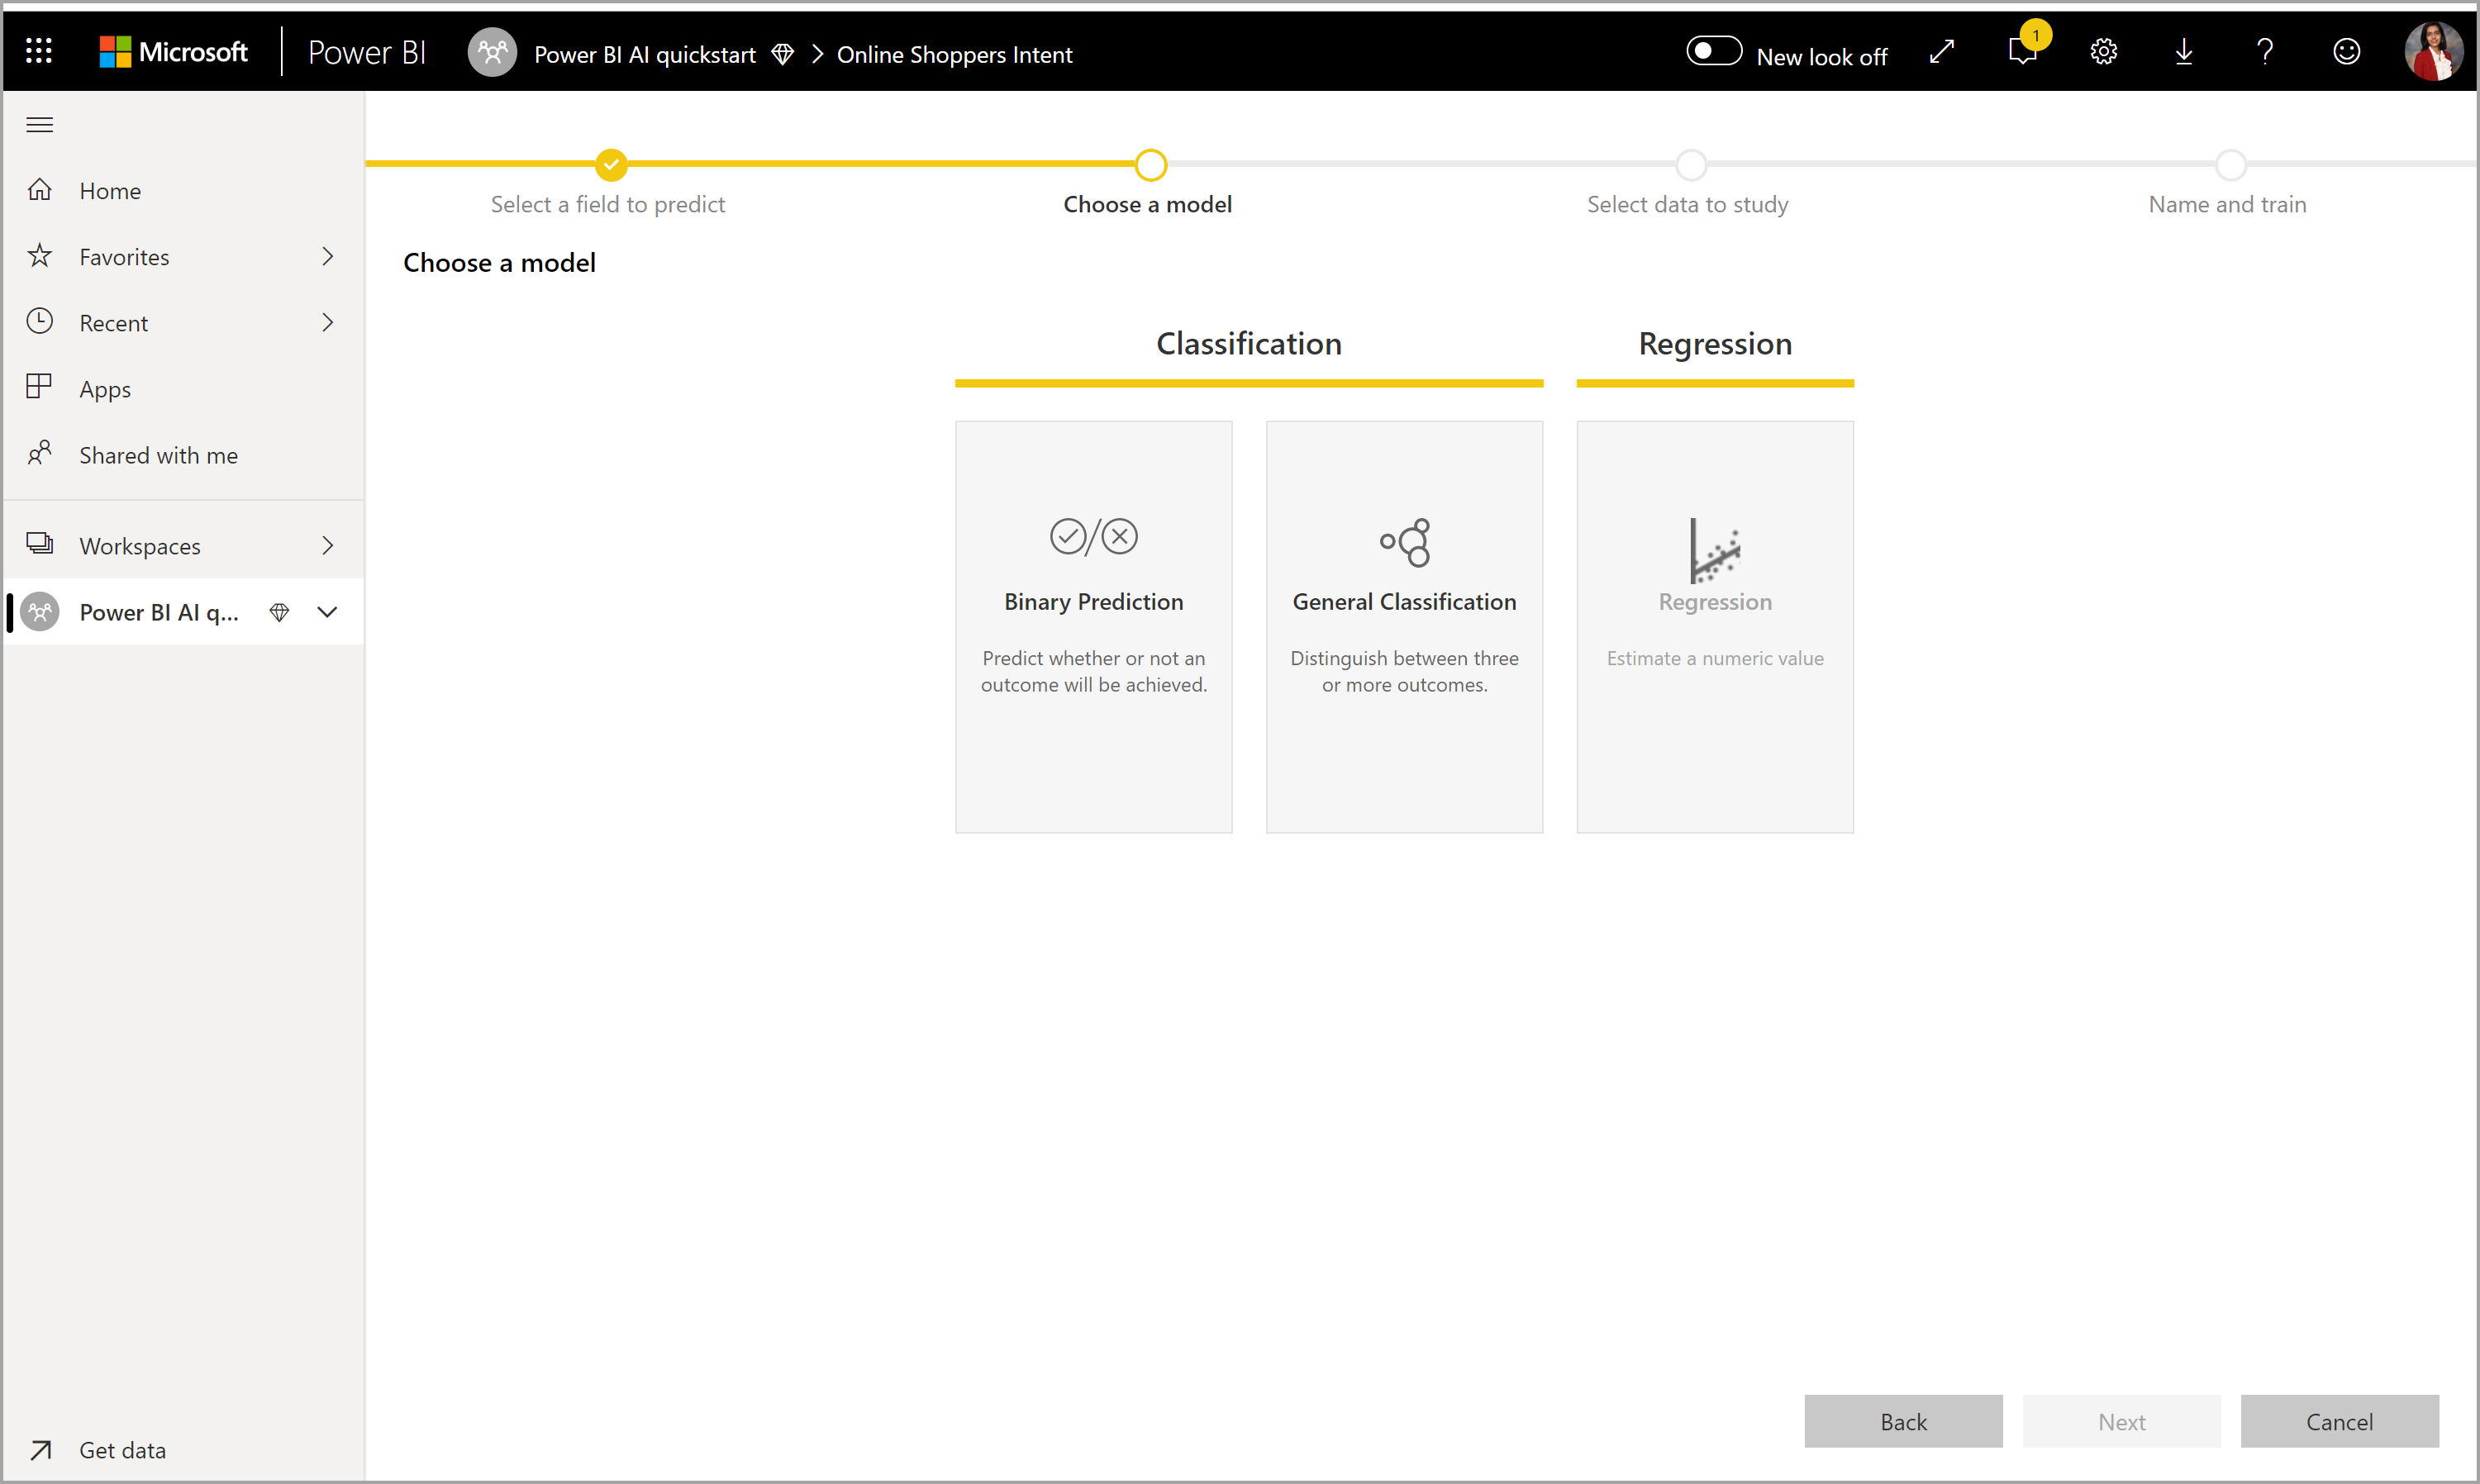 Microsoft
Power BI
Power BI AI quickstart
Online Shoppers Intent
New look off
1
Home
Favorites
Recent
Apps
Shared with me
Workspaces
Power BI AI q...
Get data
Select a field to predict
Choose a model
Select data to study
Name and train
Choose a model
Classification
Regression
Binary Prediction
Predict whether or not an
outcome will be achieved.
General Classification
Distinguish between three
or more outcomes.
Regression
Estimate a numeric value
Back
Next
Cancel